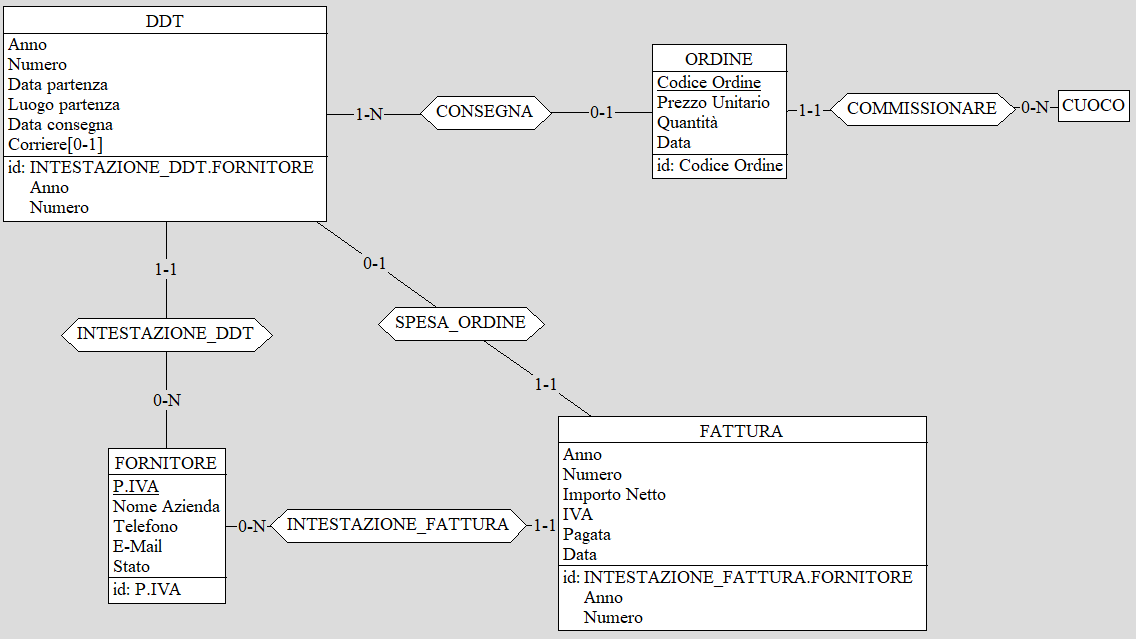 DDT
Anno
Numero
Data partenza
Luogo partenza
Data consegna
Corriere[0-1]
id: INTESTAZIONE_DDT.FORNITORE
Anno
Numero
1-N
CONSEGNA
0-1
ORDINE
Codice Ordine
Prezzo Unitario
Quantità
Data
id: Codice Ordine
1-1
COMMISSIONARE
0-N
CUOCO
1-1
INTESTAZIONE_DDT
0-N
0-1
SPESA_ORDINE
1-1
FORNITORE
P.IVA
Nome Azienda
Telefono
E-Mail
Stato
id: P.IVA
0-N
INTESTAZIONE_FATTURA
1-1
FATTURA
Anno
Numero
Importo Netto
IVA
Pagata
Data
id: INTESTAZIONE_FATTURA.FORNITORE
Anno
Numero